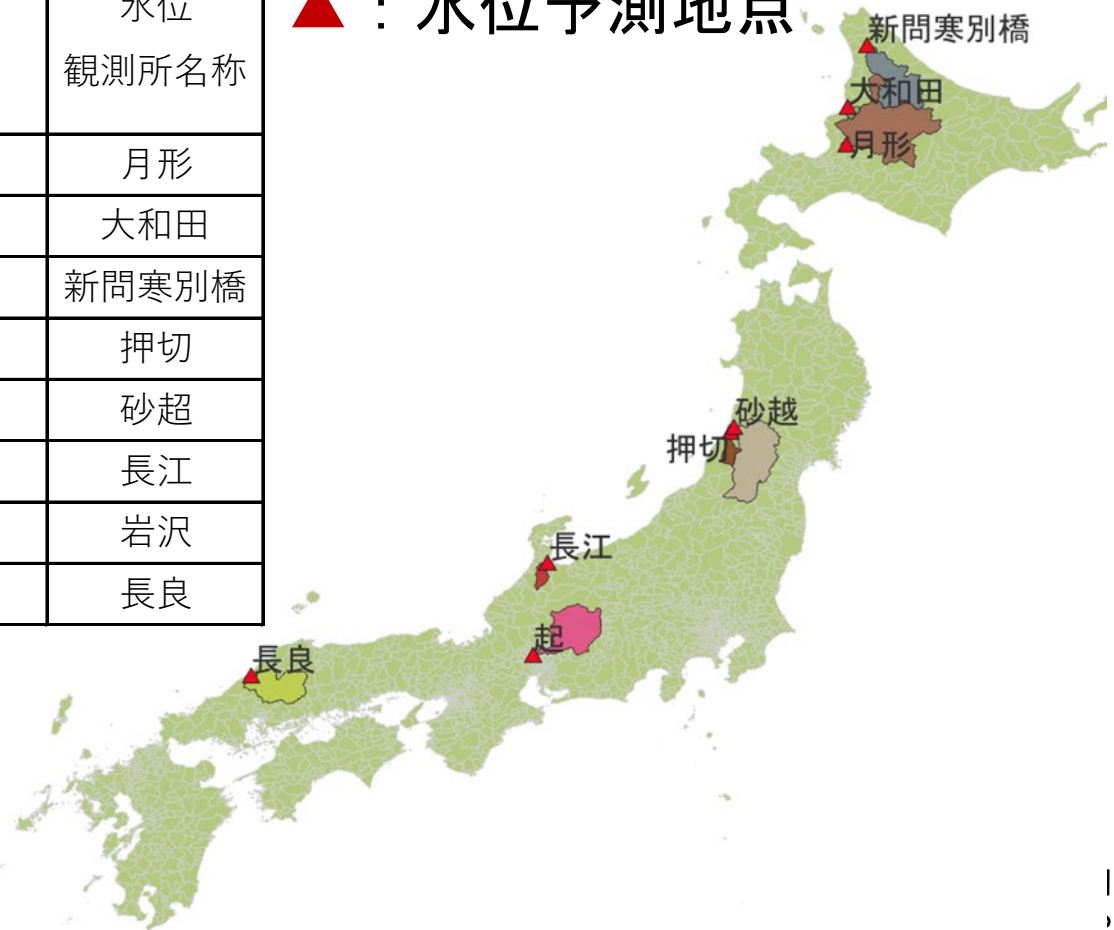 水位
観測所名称
月形
大和田
新問寒別橋
押切
砂超
長江
岩沢
長良
▲：水位予測地点
新問寒別橋
大和田
月形
砂越
押切
長江
起
長良